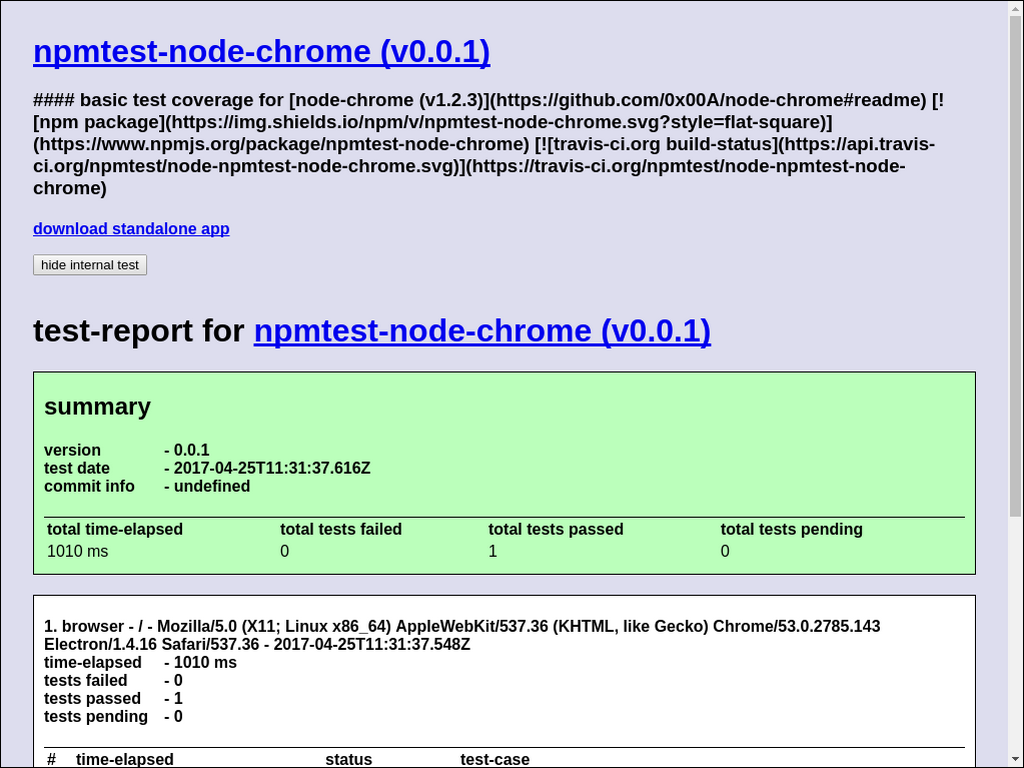 npmtest-node-chrome (v0.0.1)
#### basic test coverage for [node-chrome (v1.2.3)](https://github.com/0x00A/node-chrome#readme) [!
[npm package](https://img.shields.io/npm/v/npmtest-node-chrome.svg?style=flat-square)]
(https://www.npmjs.org/package/npmtest-node-chrome) [![travis-ci.org build-status](https://api.travis-
ci.org/npmtest/node-npmtest-node-chrome.svg)](https://travis-ci.org/npmtest/node-npmtest-node-
chrome)
download standalone app
hide internal test
test-report for npmtest-node-chrome (v0.0.1)
summary
version - 0.0.1
test date - 2017-04-25T11:31:37.616Z
commit info - undefined
total time-elapsed total tests failed total tests passed total tests pending
1010 ms 0 1 0
1. browser - / - Mozilla/5.0 (X11; Linux x86_64) AppleWebKit/537.36 (KHTML, like Gecko) Chrome/53.0.2785.143
Electron/1.4.16 Safari/537.36 - 2017-04-25T11:31:37.548Z
time-elapsed - 1010 ms
tests failed - 0
tests passed - 1
tests pending - 0
# time-elapsed status test-case